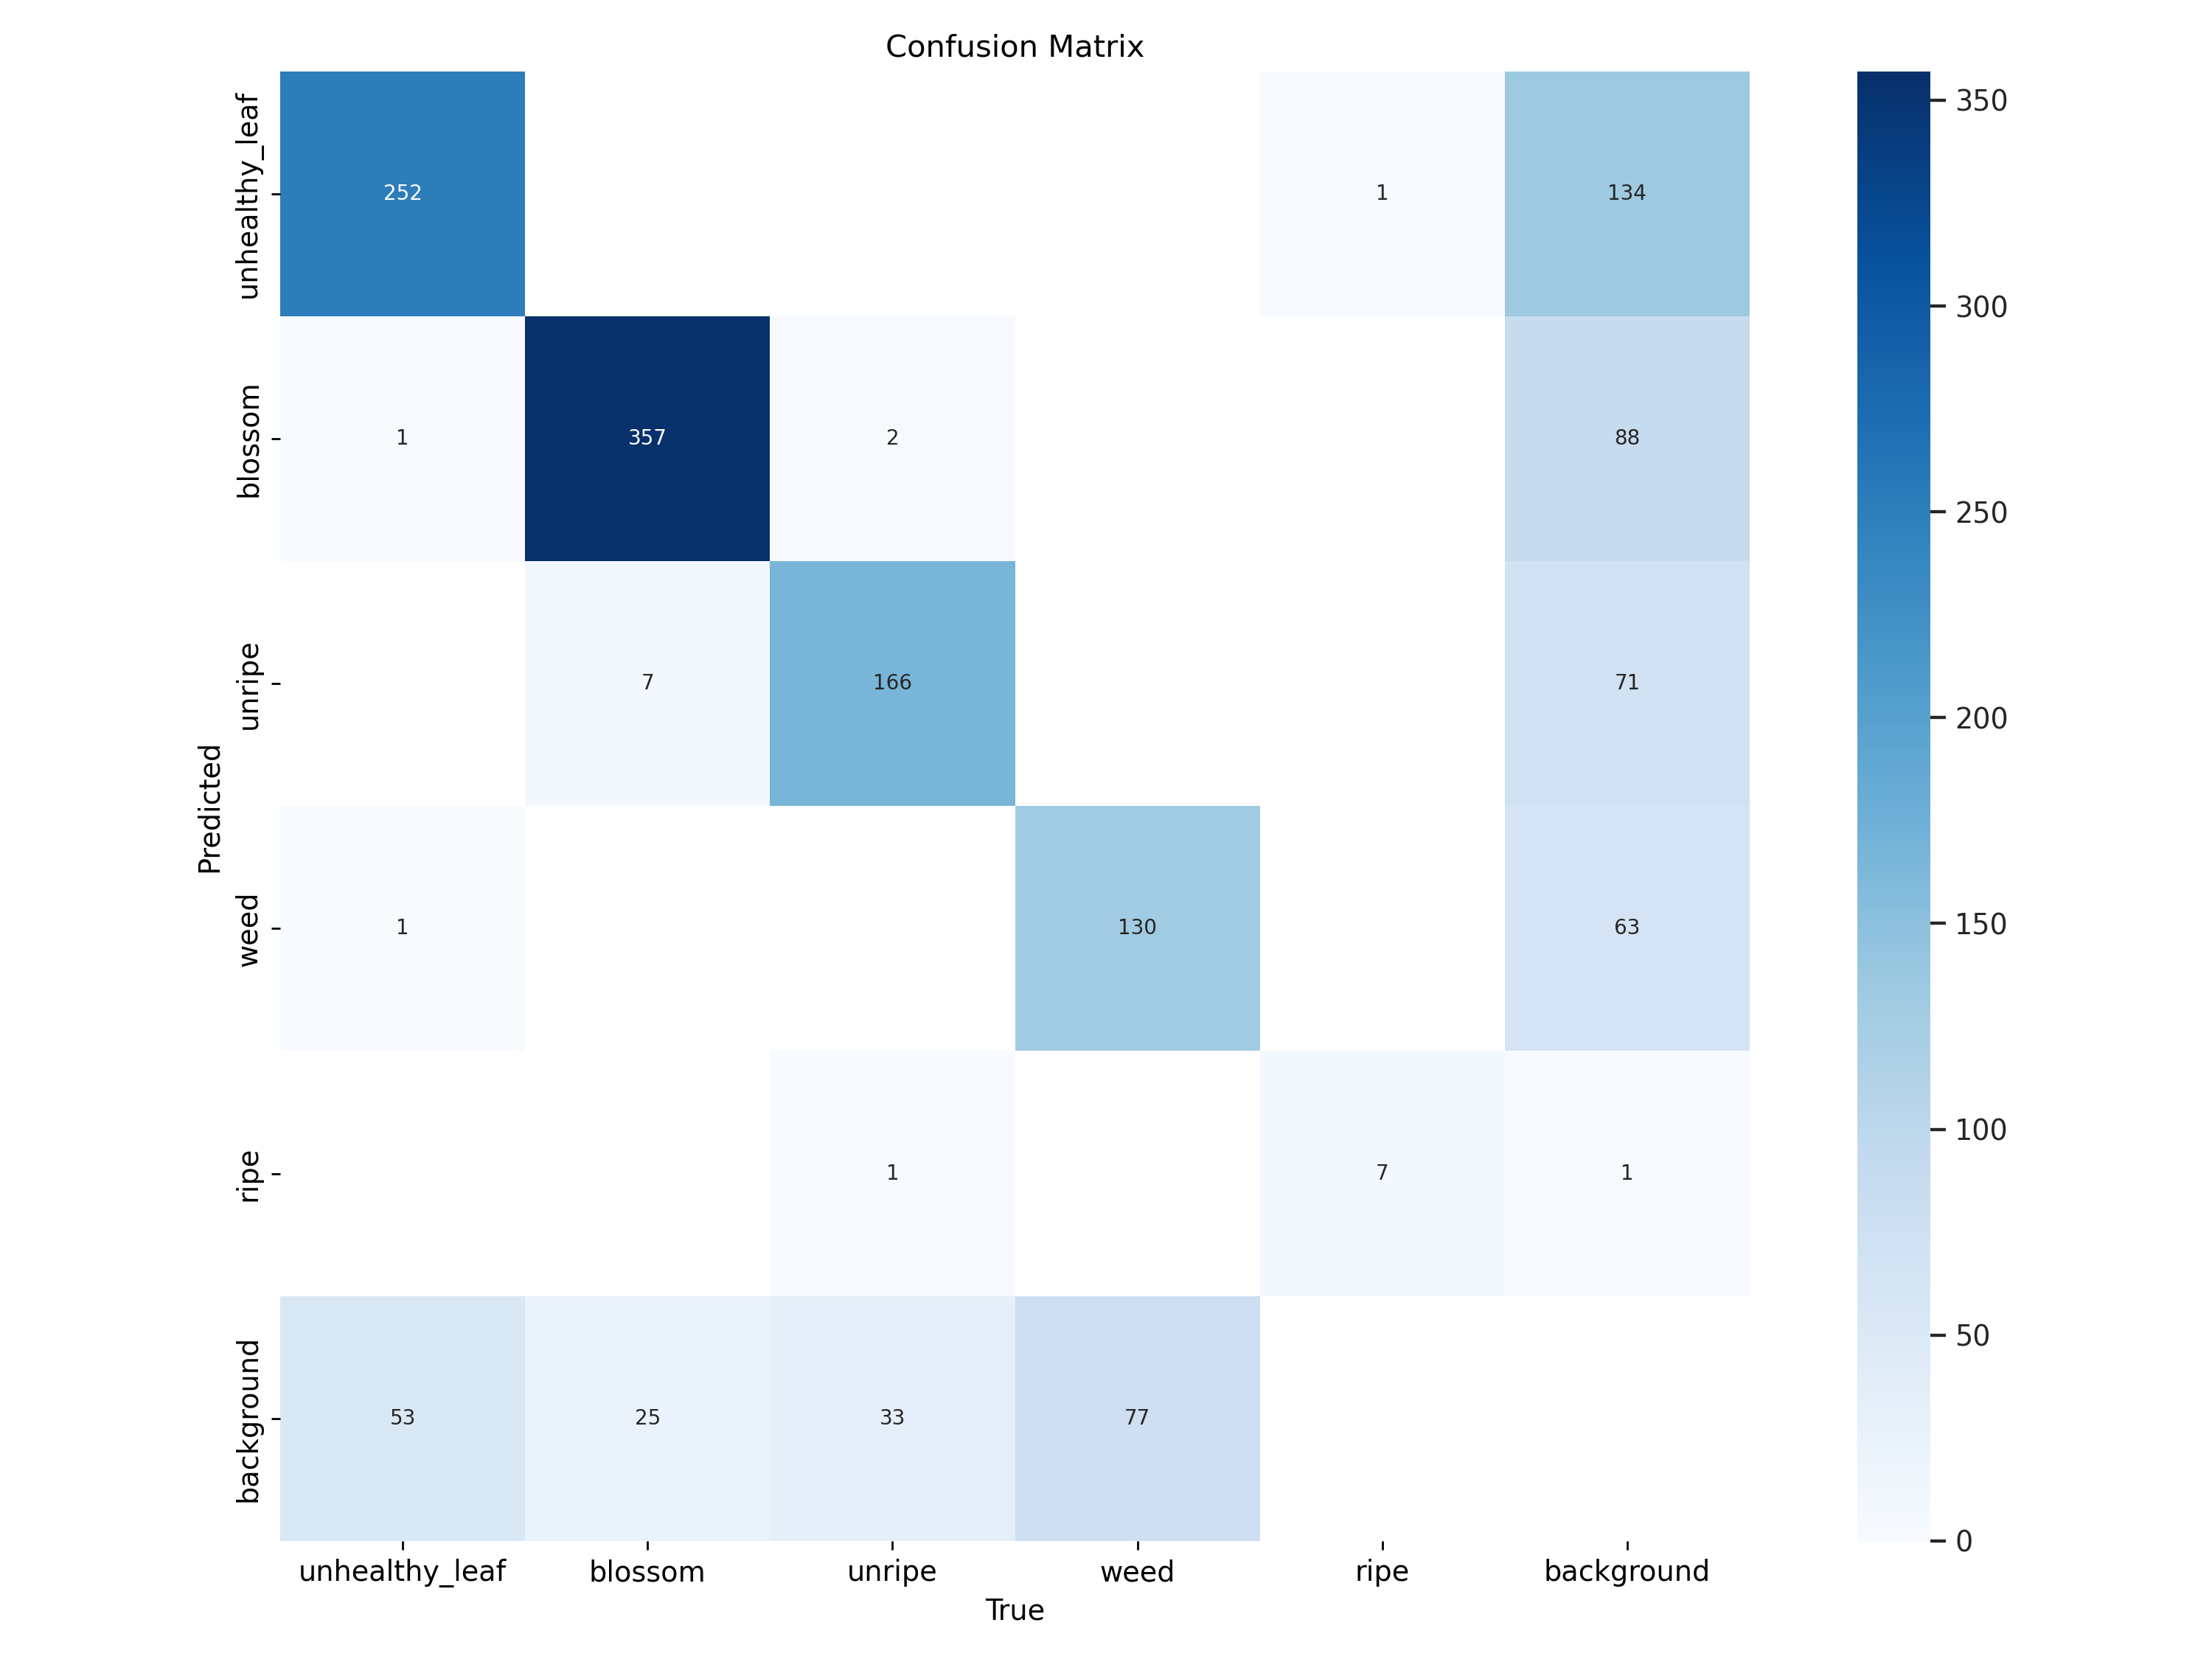 Confusion Matrix
unhealthy_leaf
252
1
134
350
300
blossom
1
357
2
88
250
unripe
7
166
71
200
Predicted
weed
1
130
63
150
ripe
1
7
1
100
background
53
25
33
77
50
0
unhealthy_leaf blossom unripe weed ripe background
True